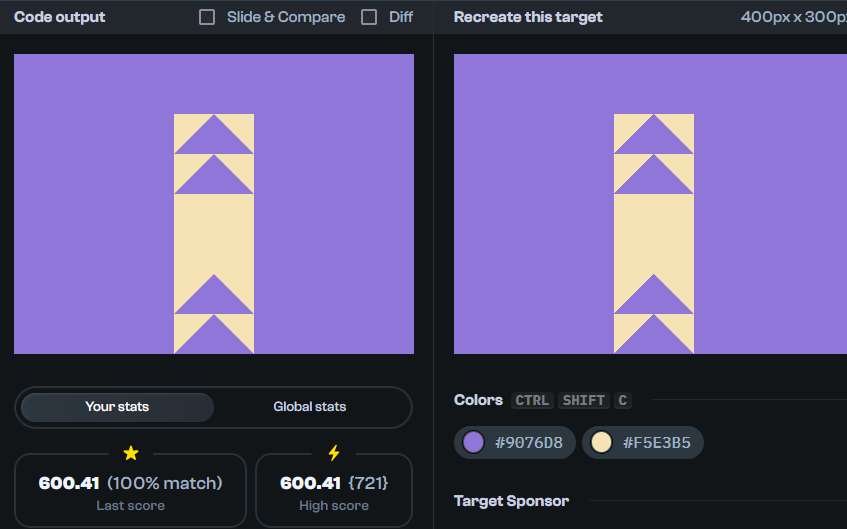 Code output
Slide & Compare
Diff
Recreate this target
400px x 300p
Your stats
Global stats
600.41 (100% match)
Last score
600.41 {721}
High score
Colors CTRL SHIFT C
#9076D8
#F5E3B5
Target Sponsor